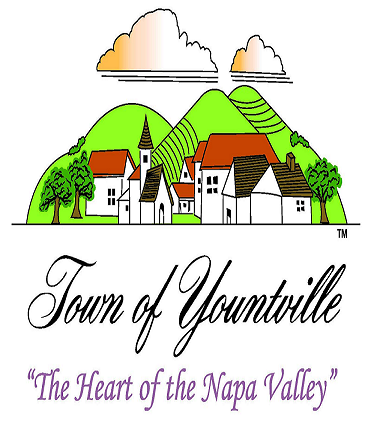 TM
Town of Yountville
"The Heart of the Napa Valley"